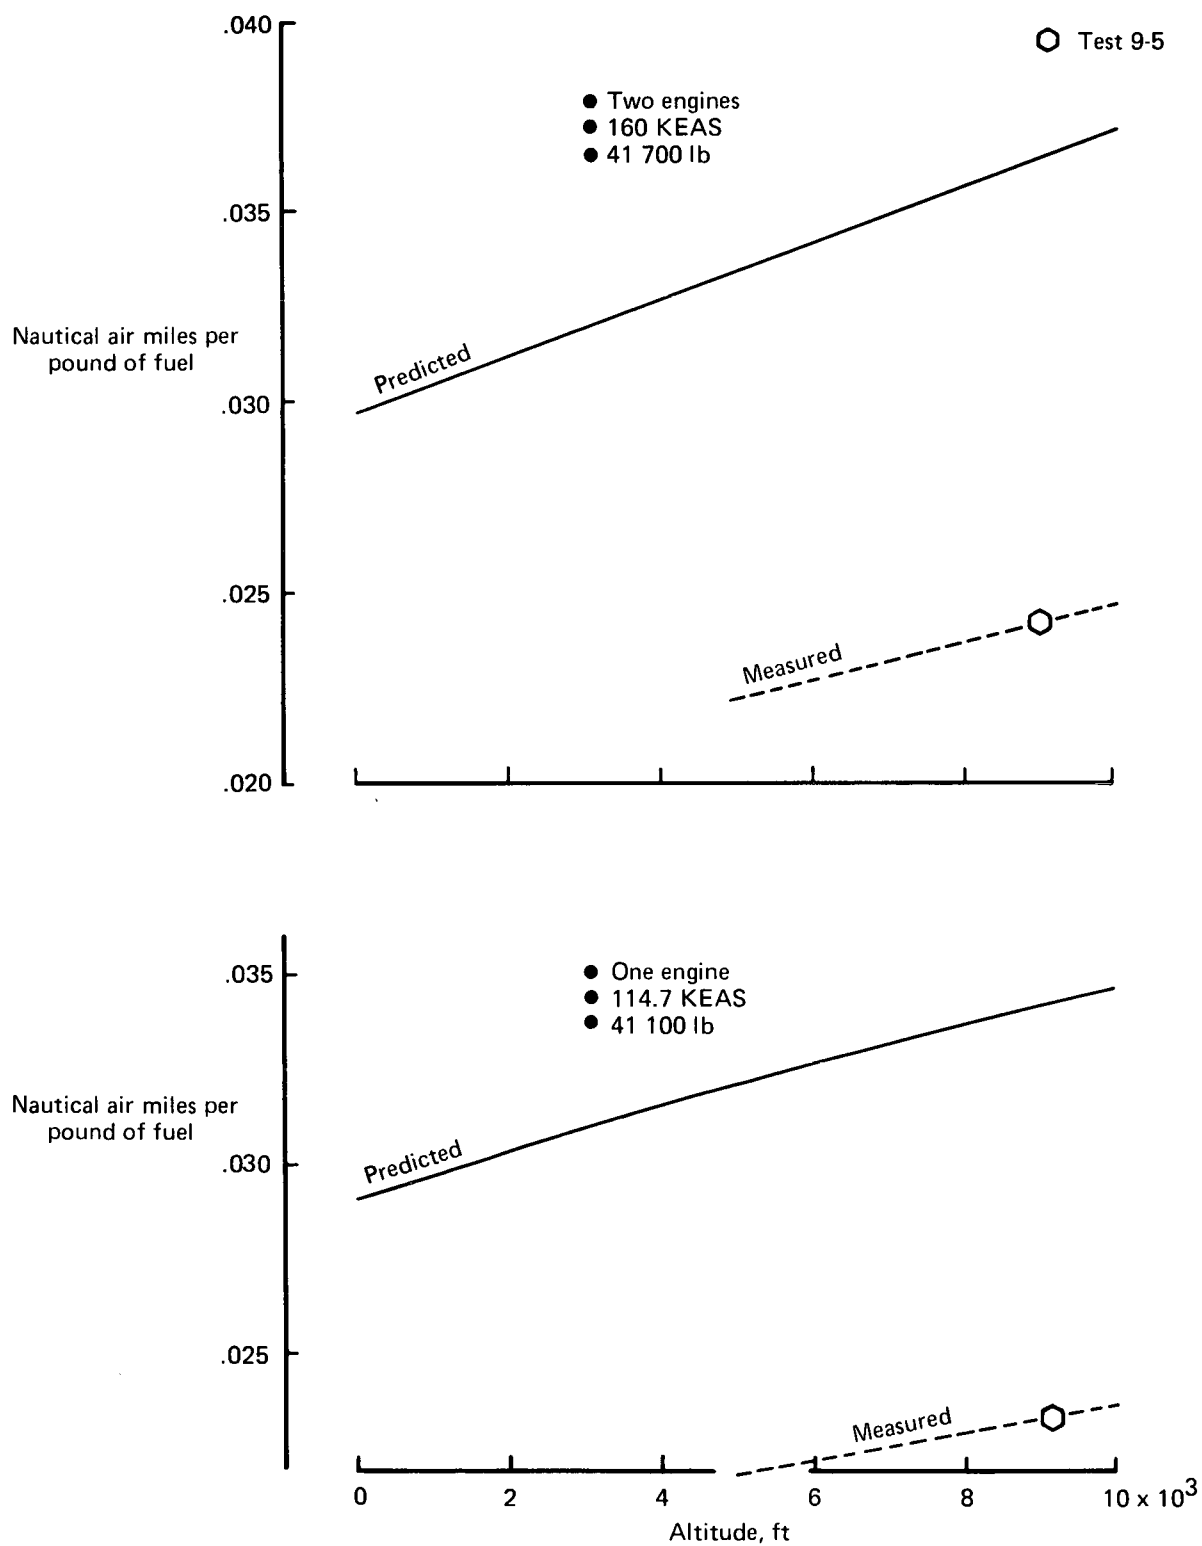 .040
Test 9-5
● Two engines
● 160 KEAS
● 41 700 lb
.035
Nautical air miles per
pound of fuel
Predicted
.030
.025
Measured
.020
● One engine
● 114.7 KEAS
● 41 100 lb
.035
Nautical air miles per
pound of fuel
Predicted
.030
.025
Measured
0 2 4 6 8 10 x 10³
Altitude, ft